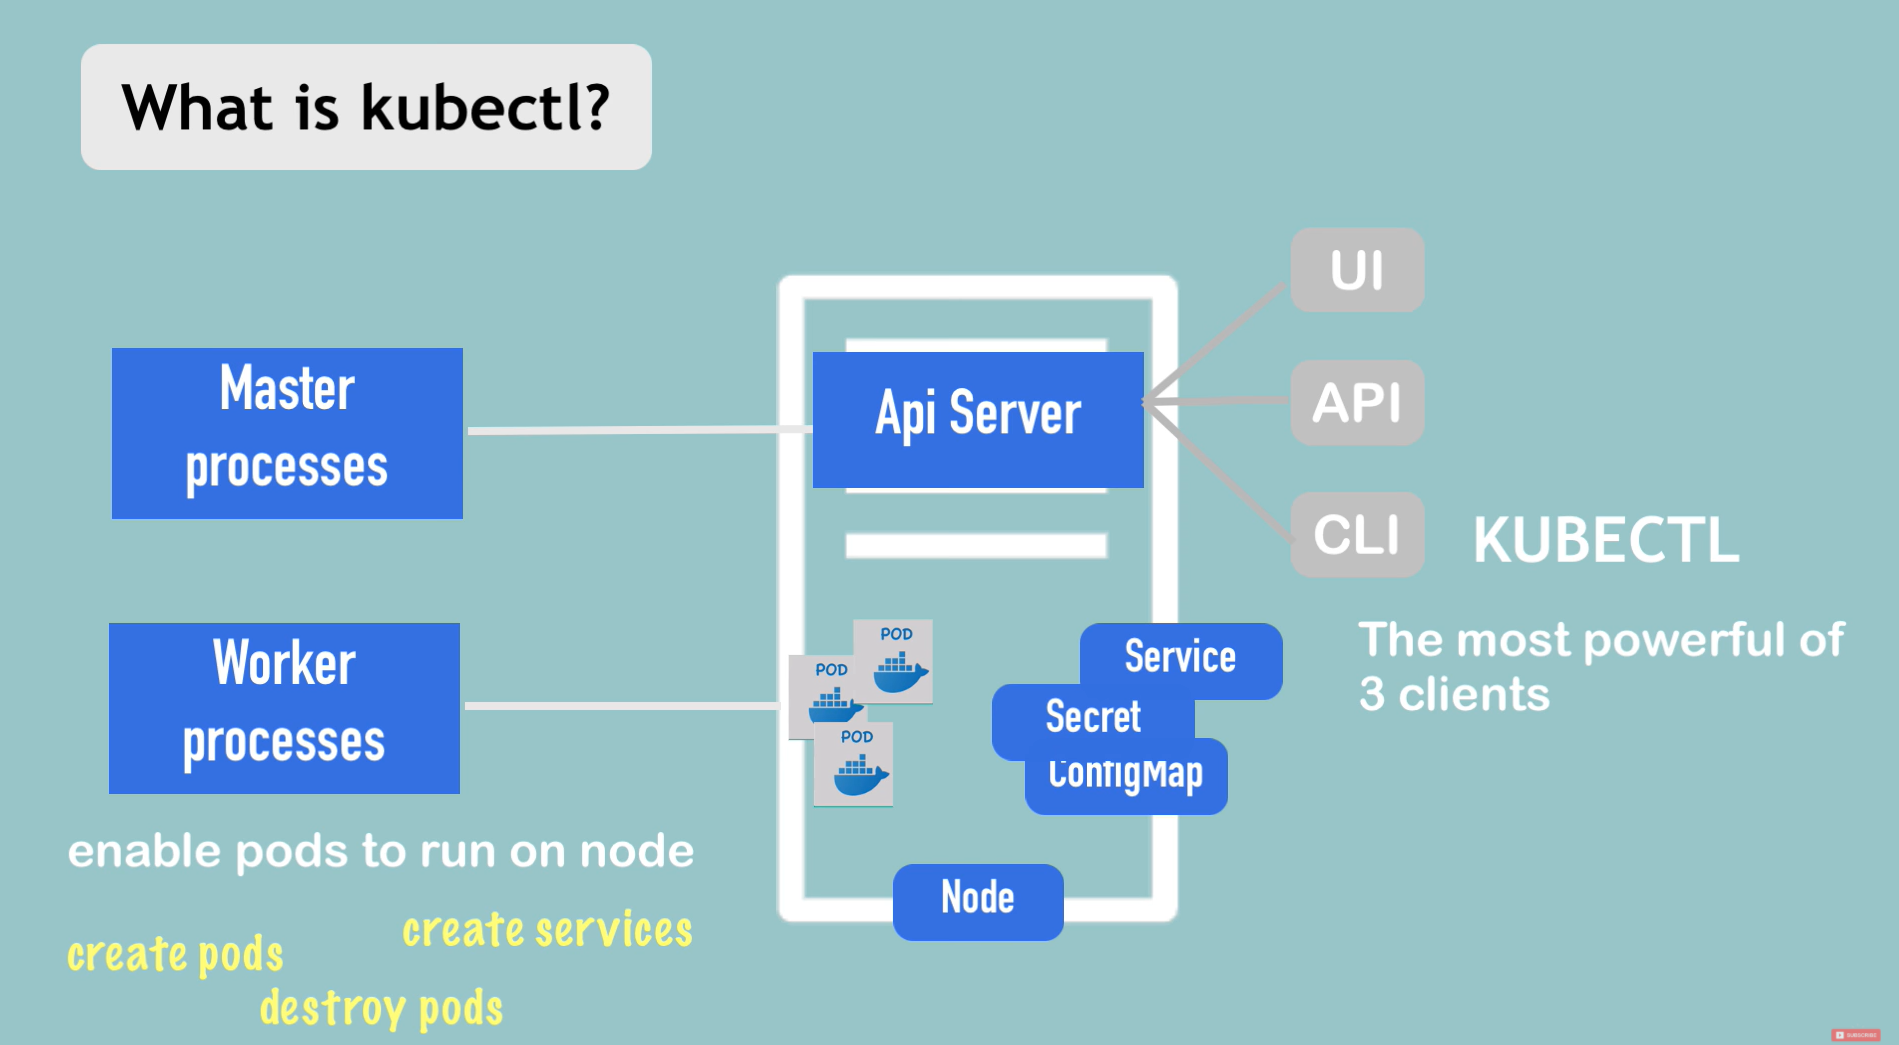 What is kubectl?
UI
Master
processes
Api Server
API
CLI
KUBECTL
Worker
processes
POD
POD
POD
Service
Secret
ConfigMap
The most powerful of
3 clients
enable pods to run on node
Node
create services
create pods
destroy pods
SUBSCRIBE